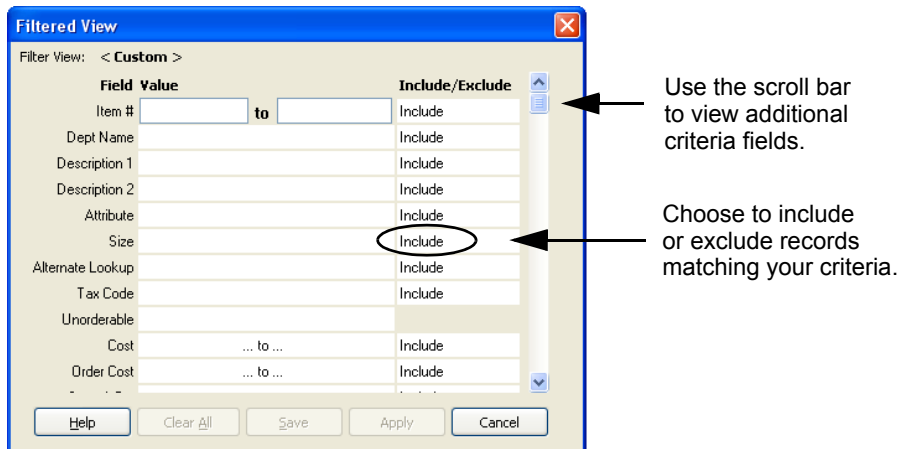 Filtered View
Filter View: < Custom >
Field Value Include/Exclude
Item # to Include
Dept Name Include
Description 1 Include
Description 2 Include
Attribute Include
Size Include
Alternate Lookup Include
Tax Code Include
Unorderable
Cost ... to ... Include
Order Cost ... to ... Include
Help Clear All Save Apply Cancel
Use the scroll bar
to view additional
criteria fields.
Choose to include
or exclude records
matching your criteria.